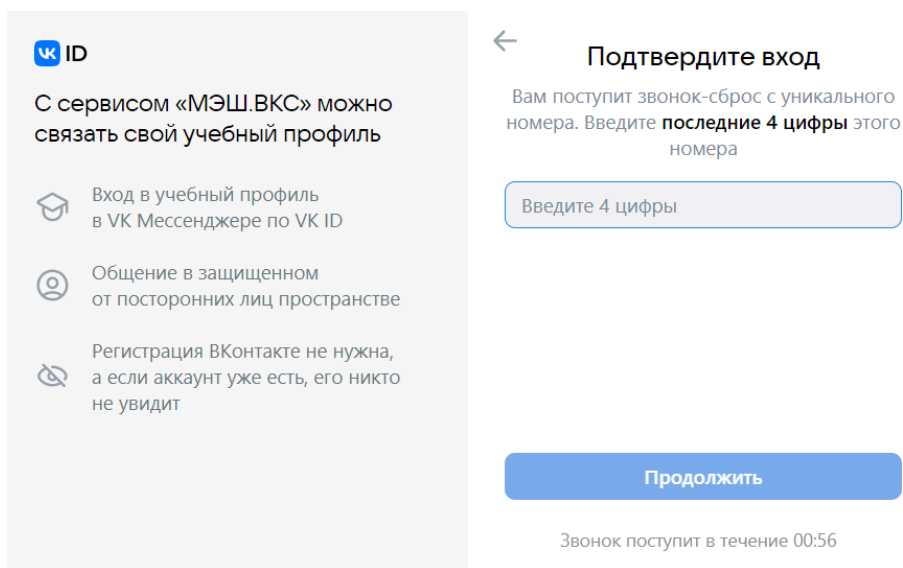 VK ID
С сервисом «МЭШ.ВКС» можно
связать свой учебный профиль
Вход в учебный профиль
в VK Мессенджере по VK ID
Общение в защищенном
от посторонних лиц пространстве
Регистрация ВКонтакте не нужна,
а если аккаунт уже есть, его никто
не увидит
Подтвердите вход
Вам поступит звонок-сброс с уникального
номера. Введите последние 4 цифры этого
номера
Введите 4 цифры
Продолжить
Звонок поступит в течение 00:56